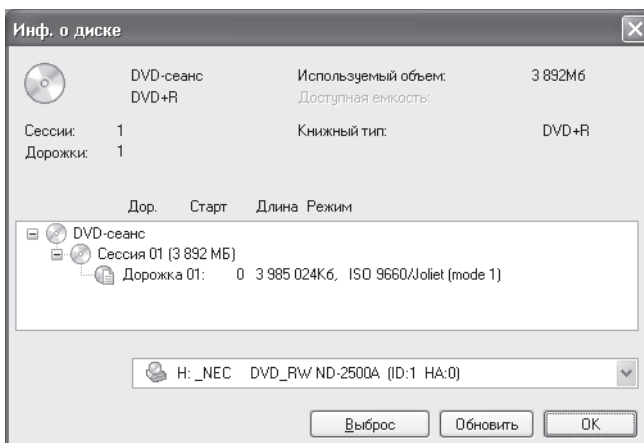 Инф. о диске
DVD-сеанс Используемый объем: 3 892Мб
DVD+R Доступная емкость:
Сессии: 1 Книжный тип: DVD+R
Дорожки: 1
Дор. Старт Длина Режим
DVD-сеанс
Сессия 01 (3 892 МБ)
Дорожка 01: 0 3 985 024Кб, ISO 9660/Joliet (mode 1)
H: _NEC DVD_RW ND-2500A (ID:1 HA:0)
Выброс Обновить OK